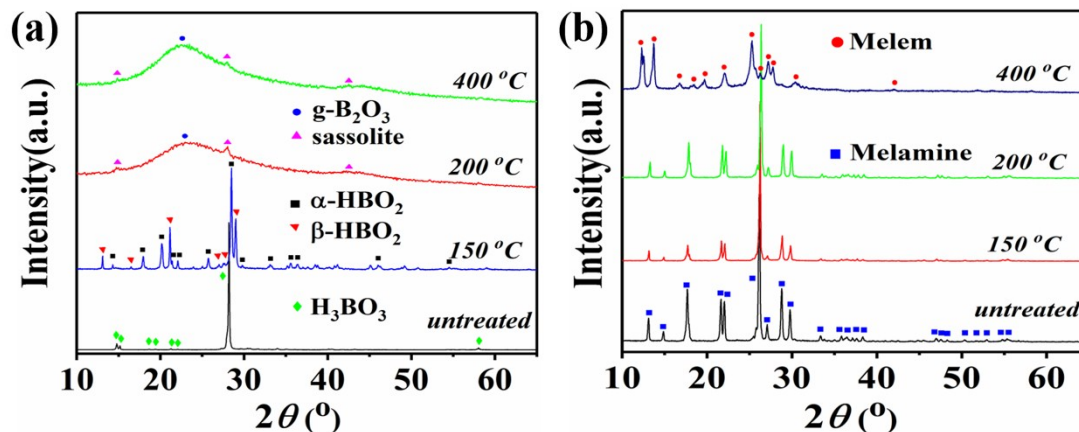 (a)
Intensity(a.u.)
400 °C
g-B₂O₃
sassolite
200 °C
α-HBO₂
β-HBO₂
150 °C
H₃BO₃
untreated
10 20 30 40 50 60
2θ (°)
(b)
Intensity(a.u.)
Melem
400 °C
Melamine
200 °C
150 °C
untreated
10 20 30 40 50 60
2θ (°)